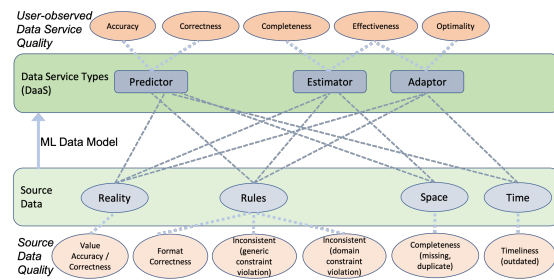 User-observed
Data Service
Quality
Accuracy
Correctness
Completeness
Effectiveness
Optimality
Data Service Types
(DaaS)
Predictor
Estimator
Adaptor
ML Data Model
Source
Data
Reality
Rules
Space
Time
Source
Data
Quality
Value
Accuracy /
Correctness
Format
Correctness
Inconsistent
(generic
constraint
violation)
Inconsistent
(domain
constraint
violation)
Completeness
(missing,
duplicate)
Timeliness
(outdated)